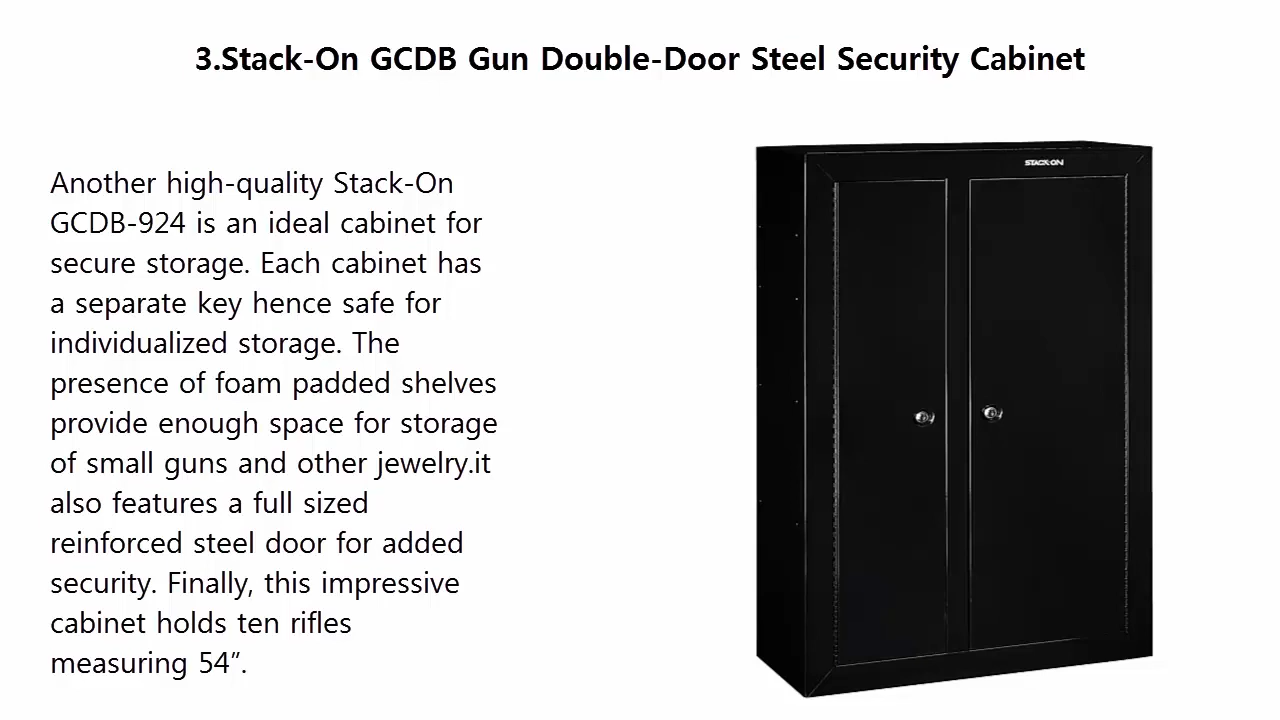 3.Stack-On GCDB Gun Double-Door Steel Security Cabinet
Another high-quality Stack-On
GCDB-924 is an ideal cabinet for
secure storage. Each cabinet has
a separate key hence safe for
individualized storage. The
presence of foam padded shelves
provide enough space for storage
of small guns and other jewelry.it
also features a full sized
reinforced steel door for added
security. Finally, this impressive
cabinet holds ten rifles
measuring 54”.
STACK-ON